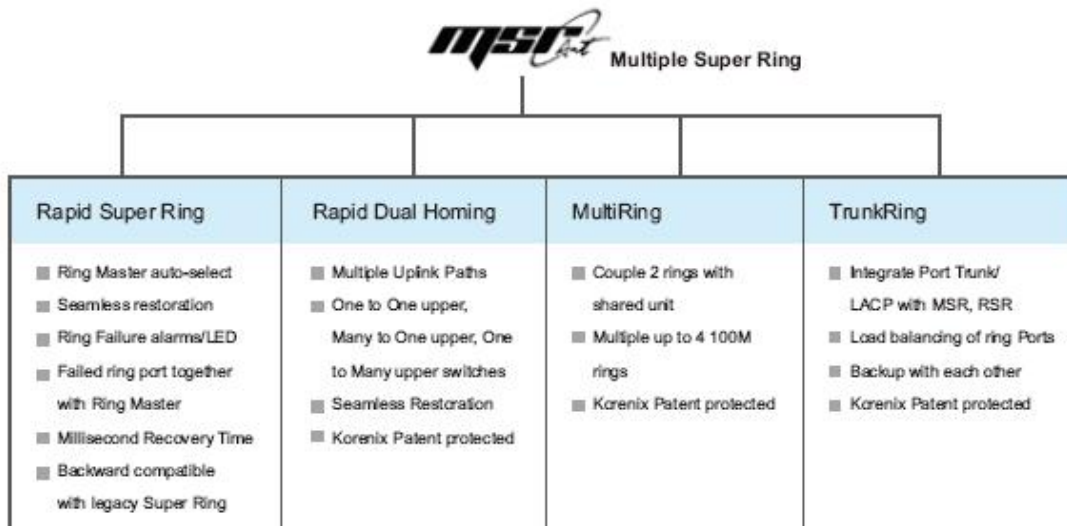 msr
Multiple Super Ring
Rapid Super Ring
Ring Master auto-select
Seamless restoration
Ring Failure alarms/LED
Failed ring port together
with Ring Master
Millisecond Recovery Time
Backward compatible
with legacy Super Ring
Rapid Dual Homing
Multiple Uplink Paths
One to One upper,
Many to One upper, One
to Many upper switches
Seamless Restoration
Korenix Patent protected
MultiRing
Couple 2 rings with
shared unit
Multiple up to 4 100M
rings
Korenix Patent protected
TrunkRing
Integrate Port Trunk/
LACP with MSR, RSR
Load balancing of ring Ports
Backup with each other
Korenix Patent protected